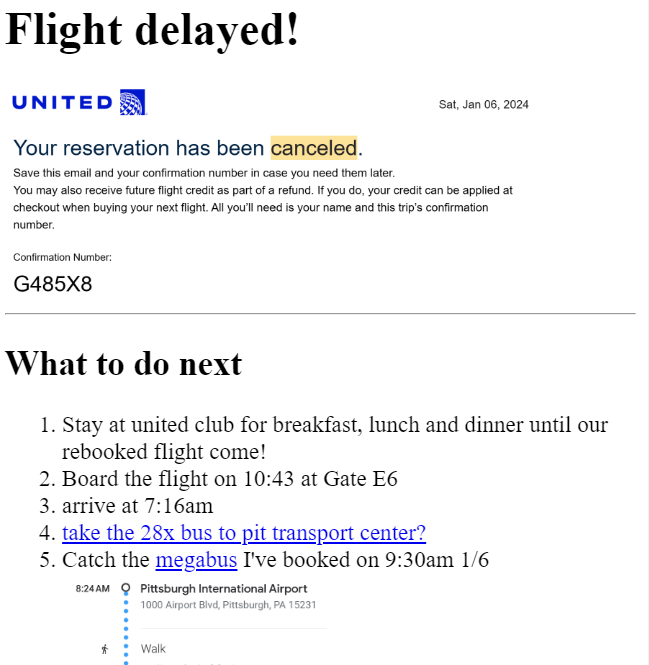 Flight delayed!
UNITED
Sat, Jan 06, 2024
Your reservation has been canceled.
Save this email and your confirmation number in case you need them later.
You may also receive future flight credit as part of a refund. If you do, your credit can be applied at
checkout when buying your next flight. All you'll need is your name and this trip's confirmation
number.
Confirmation Number:
G485X8
What to do next
1. Stay at united club for breakfast, lunch and dinner until our
rebooked flight come!
2. Board the flight on 10:43 at Gate E6
3. arrive at 7:16am
4. take the 28x bus to pit transport center?
5. Catch the megabus I've booked on 9:30am 1/6
8:24 AM Pittsburgh International Airport
1000 Airport Blvd, Pittsburgh, PA 15231
Walk